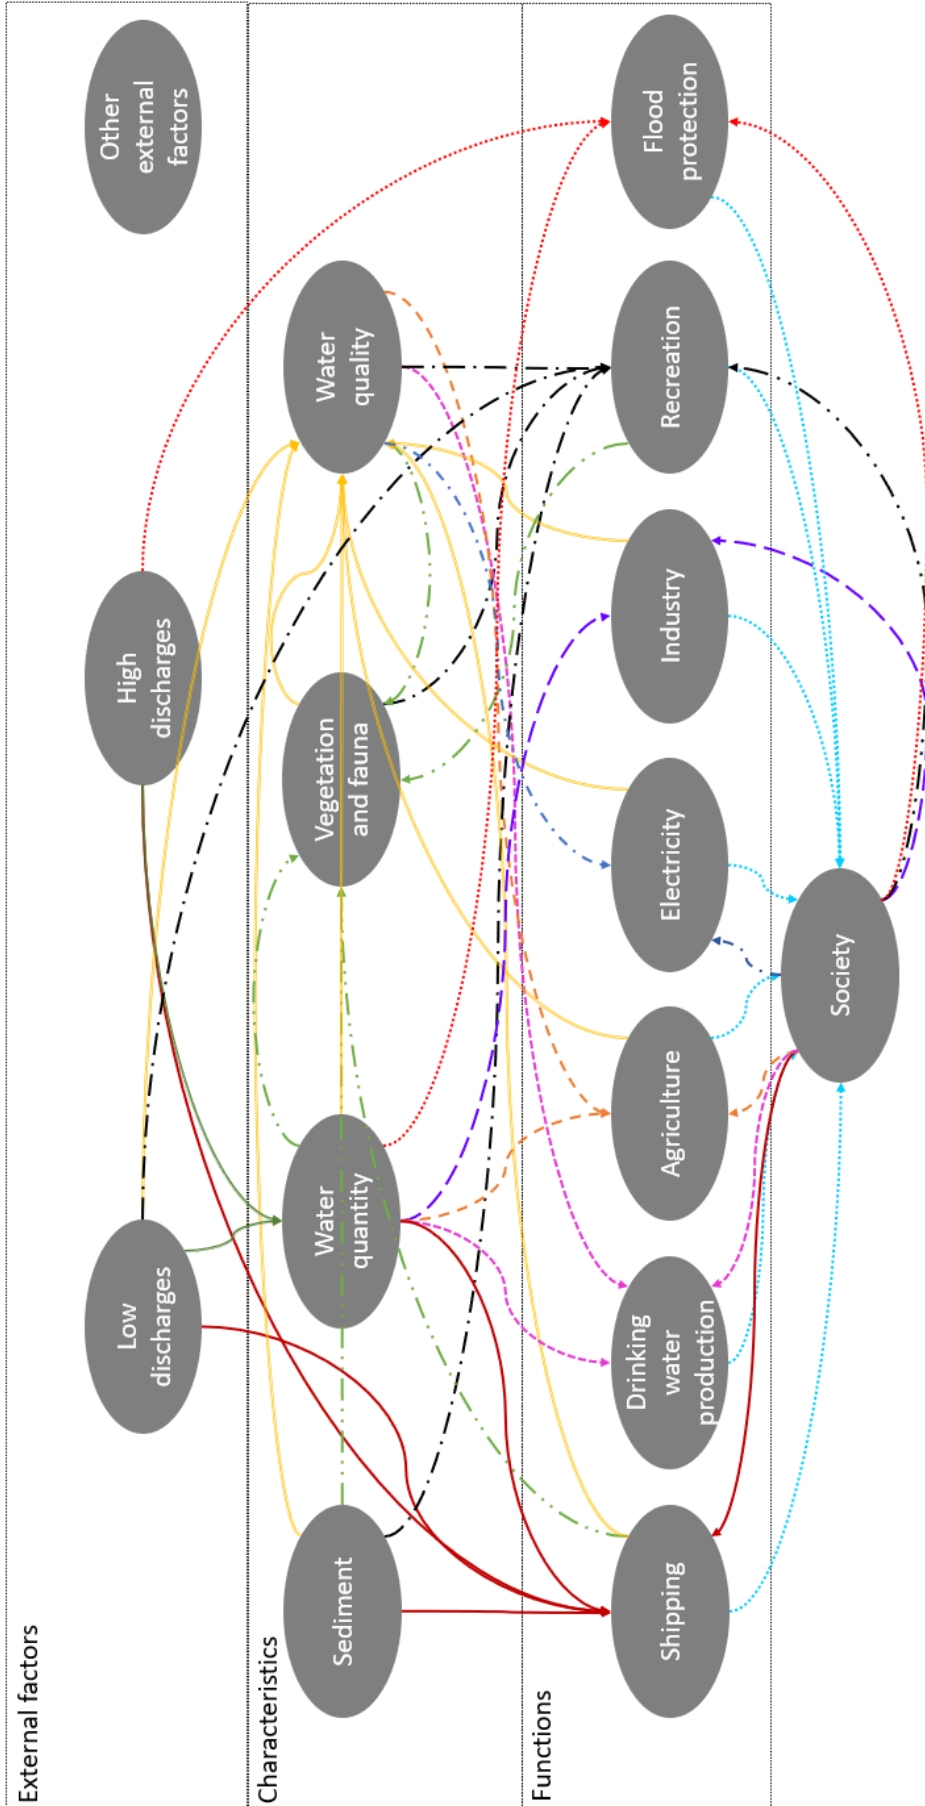 External factors
Low
discharges
High
discharges
Other
external
factors
Characteristics
Sediment
Water
quantity
Vegetation
and fauna
Water
quality
Functions
Shipping
Drinking
water
production
Agriculture
Electricity
Industry
Recreation
Flood
protection
Society